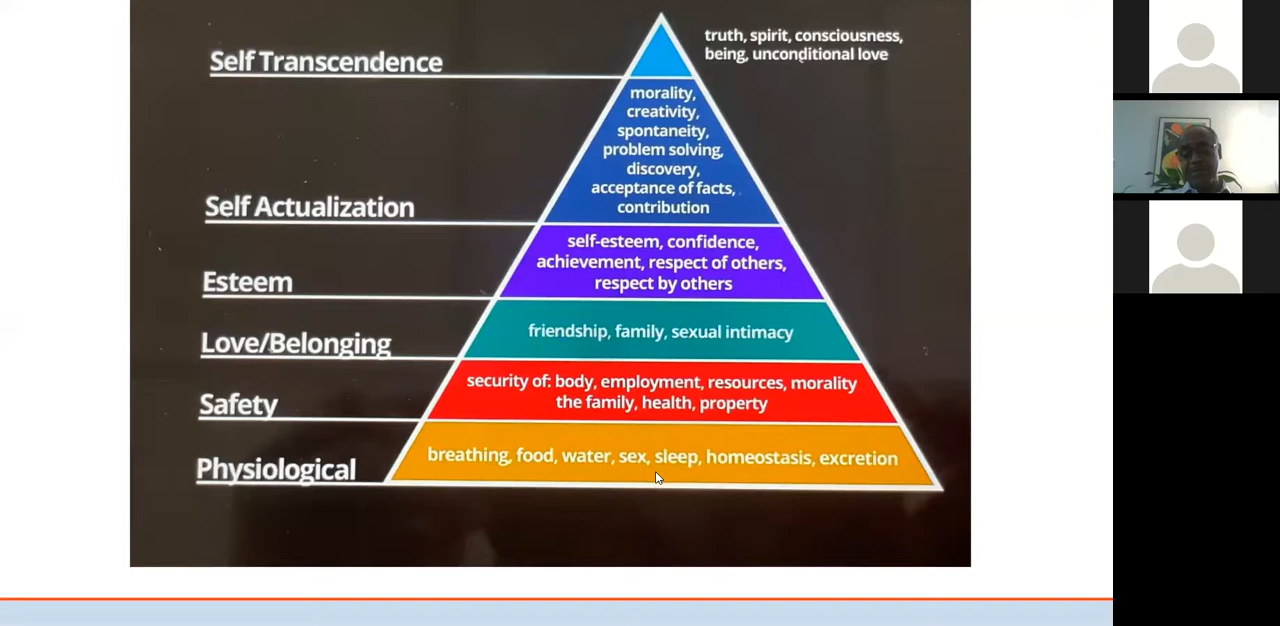 truth, spirit, consciousness,
being, unconditional love
Self Transcendence
morality,
creativity,
spontaneity,
problem solving,
discovery,
acceptance of facts,
contribution
Self Actualization
self-esteem, confidence,
achievement, respect of others,
respect by others
Esteem
friendship, family, sexual intimacy
Love/Belonging
security of: body, employment, resources, morality
the family, health, property
Safety
breathing, food, water, sex, sleep, homeostasis, excretion
Physiological